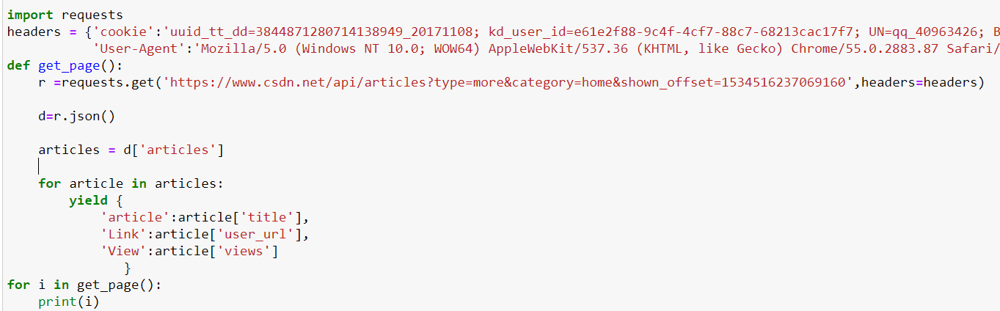 import requests
headers = {'cookie':'uuid_tt_dd=3844871280714138949_20171108; kd_user_id=e61e2f88-9c4f-4cf7-88c7-68213cac17f7; UN=qq_40963426; B
'User-Agent':'Mozilla/5.0 (Windows NT 10.0; WOW64) AppleWebKit/537.36 (KHTML, like Gecko) Chrome/55.0.2883.87 Safari/
def get_page():
r =requests.get('https://www.csdn.net/api/articles?type=more&category=home&shown_offset=1534516237069160',headers=headers)
d=r.json()
articles = d['articles']
for article in articles:
yield {
'article':article['title'],
'Link':article['user_url'],
'View':article['views']
}
for i in get_page():
print(i)